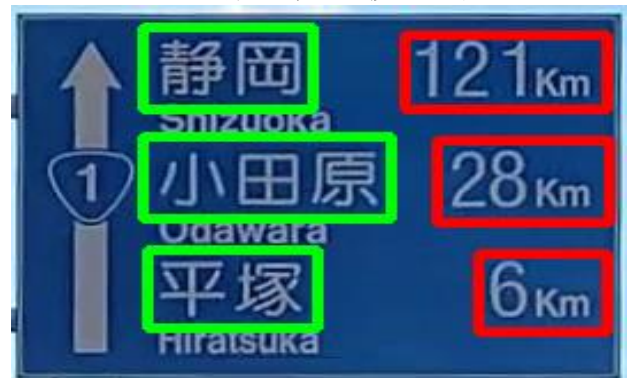 静岡 121Km
Shizuoka
1
小田原 28Km
Odawara
平塚 6Km
Hiratsuka